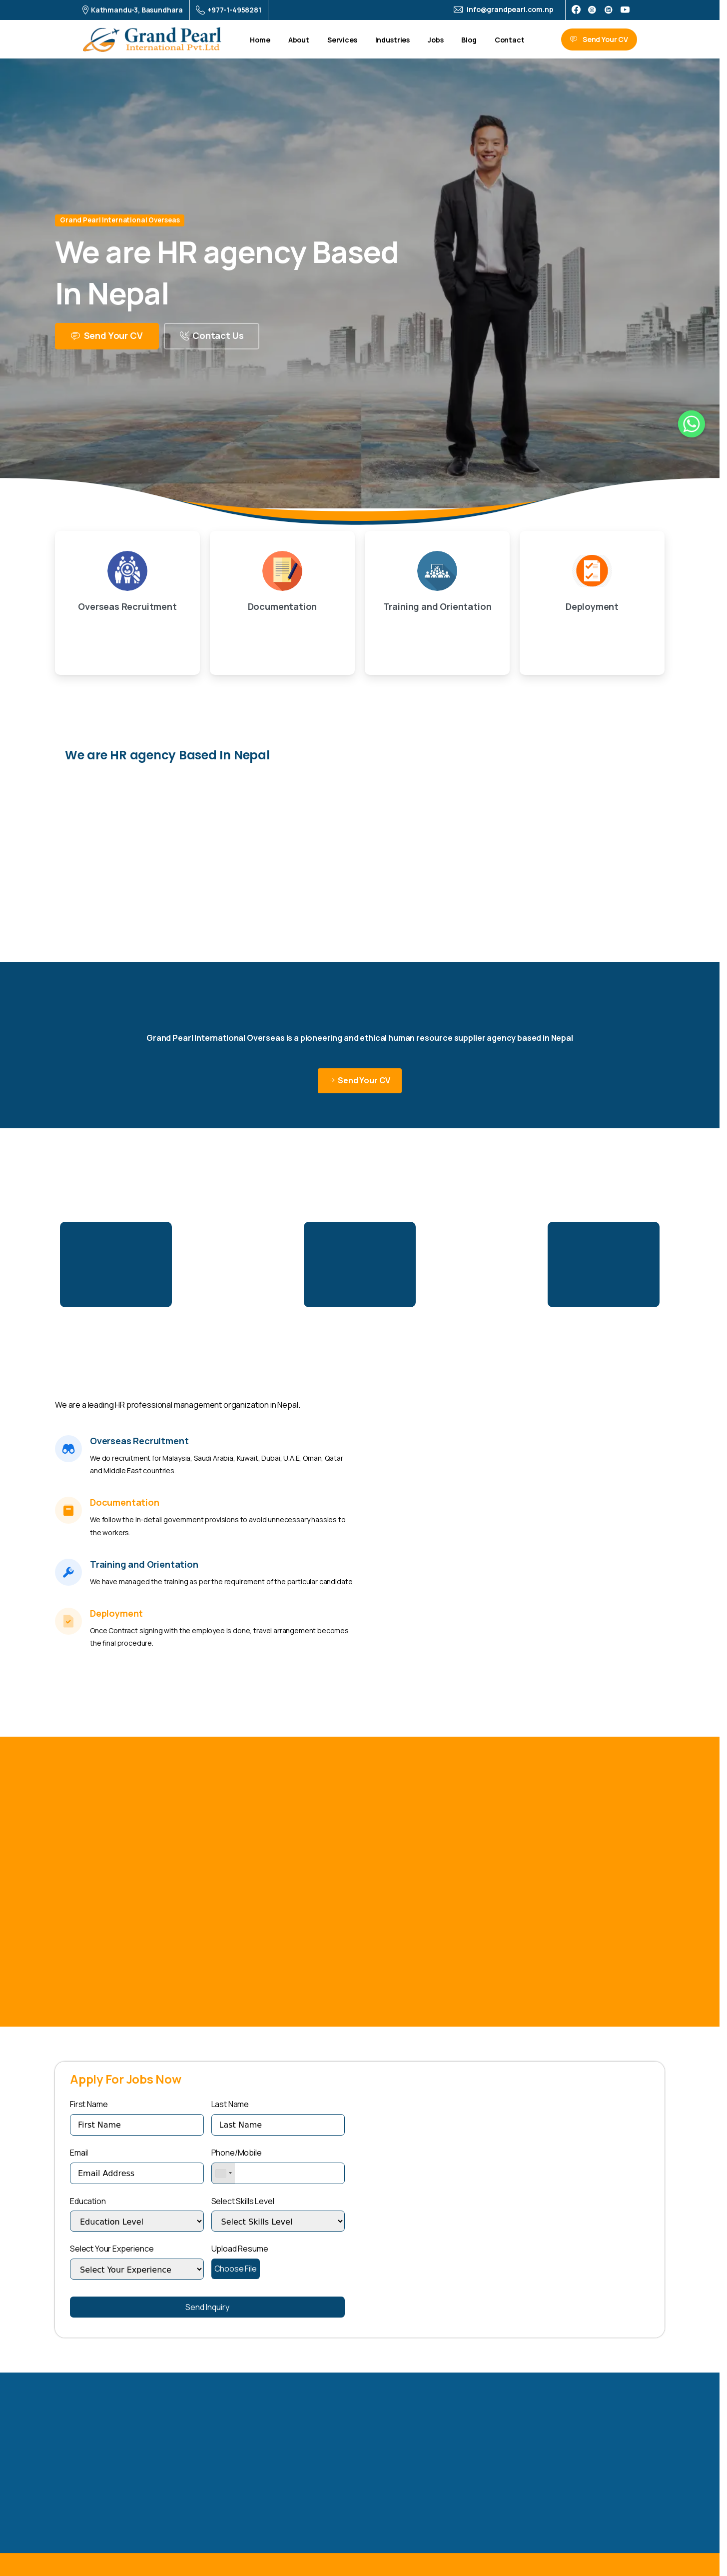 Kathmandu-3, Basundhara
+977-1-4958281
info@grandpearl.com.np
Grand Pearl
International Pvt.Ltd
Home
About
Services
Industries
Jobs
Blog
Contact
Send Your CV
Grand Pearl International Overseas
We are HR agency Based
In Nepal
Send Your CV
Contact Us
Overseas Recruitment
Documentation
Training and Orientation
Deployment
We are HR agency Based In Nepal
Grand Pearl International Overseas is a pioneering and ethical human resource supplier agency based in Nepal
Send Your CV
We are a leading HR professional management organization in Nepal.
Overseas Recruitment
We do recruitment for Malaysia, Saudi Arabia, Kuwait, Dubai, U.A.E, Oman, Qatar
and Middle East countries.
Documentation
We follow the in-detail government provisions to avoid unnecessary hassles to
the workers.
Training and Orientation
We have managed the training as per the requirement of the particular candidate
Deployment
Once Contract signing with the employee is done, travel arrangement becomes
the final procedure.
Apply For Jobs Now
First Name
Last Name
First Name
Last Name
Email
Phone/Mobile
Email Address
Education
Select Skills Level
Education Level
Select Skills Level
Select Your Experience
Upload Resume
Select Your Experience
Choose File
Send Inquiry